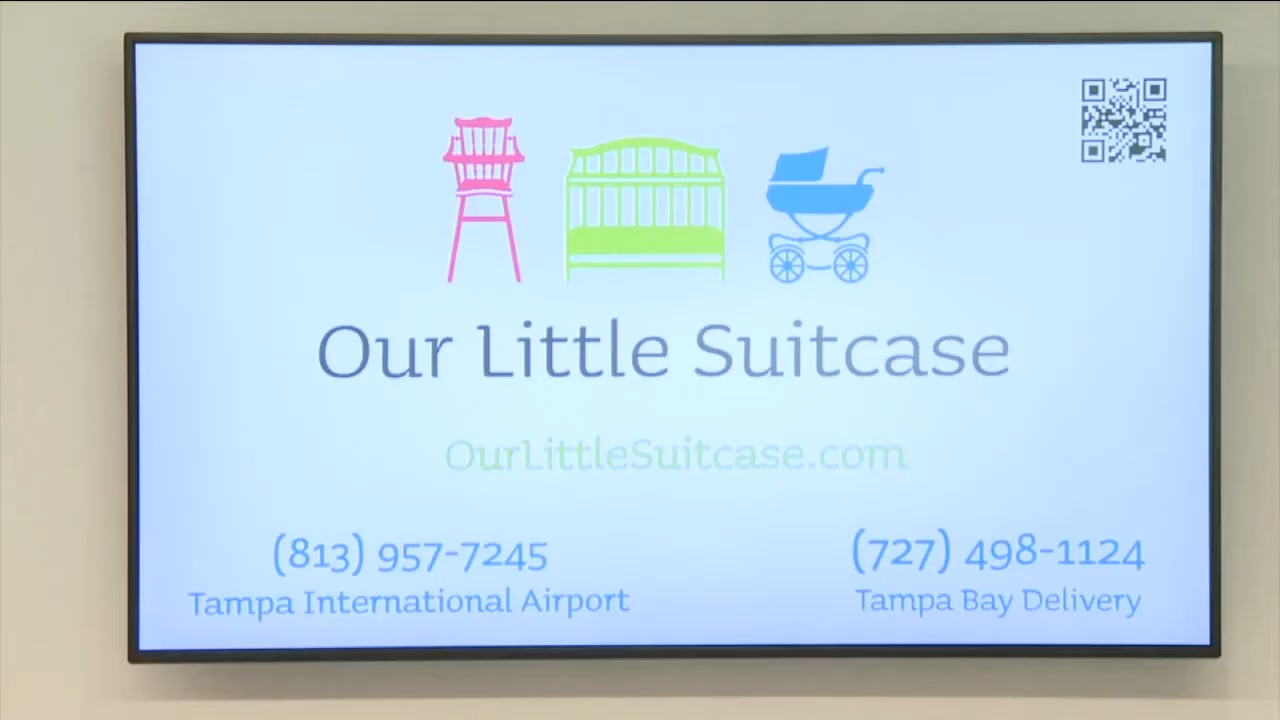 Our Little Suitcase
OurLittleSuitcase.com
(813) 957-7245
Tampa International Airport
(727) 498-1124
Tampa Bay Delivery